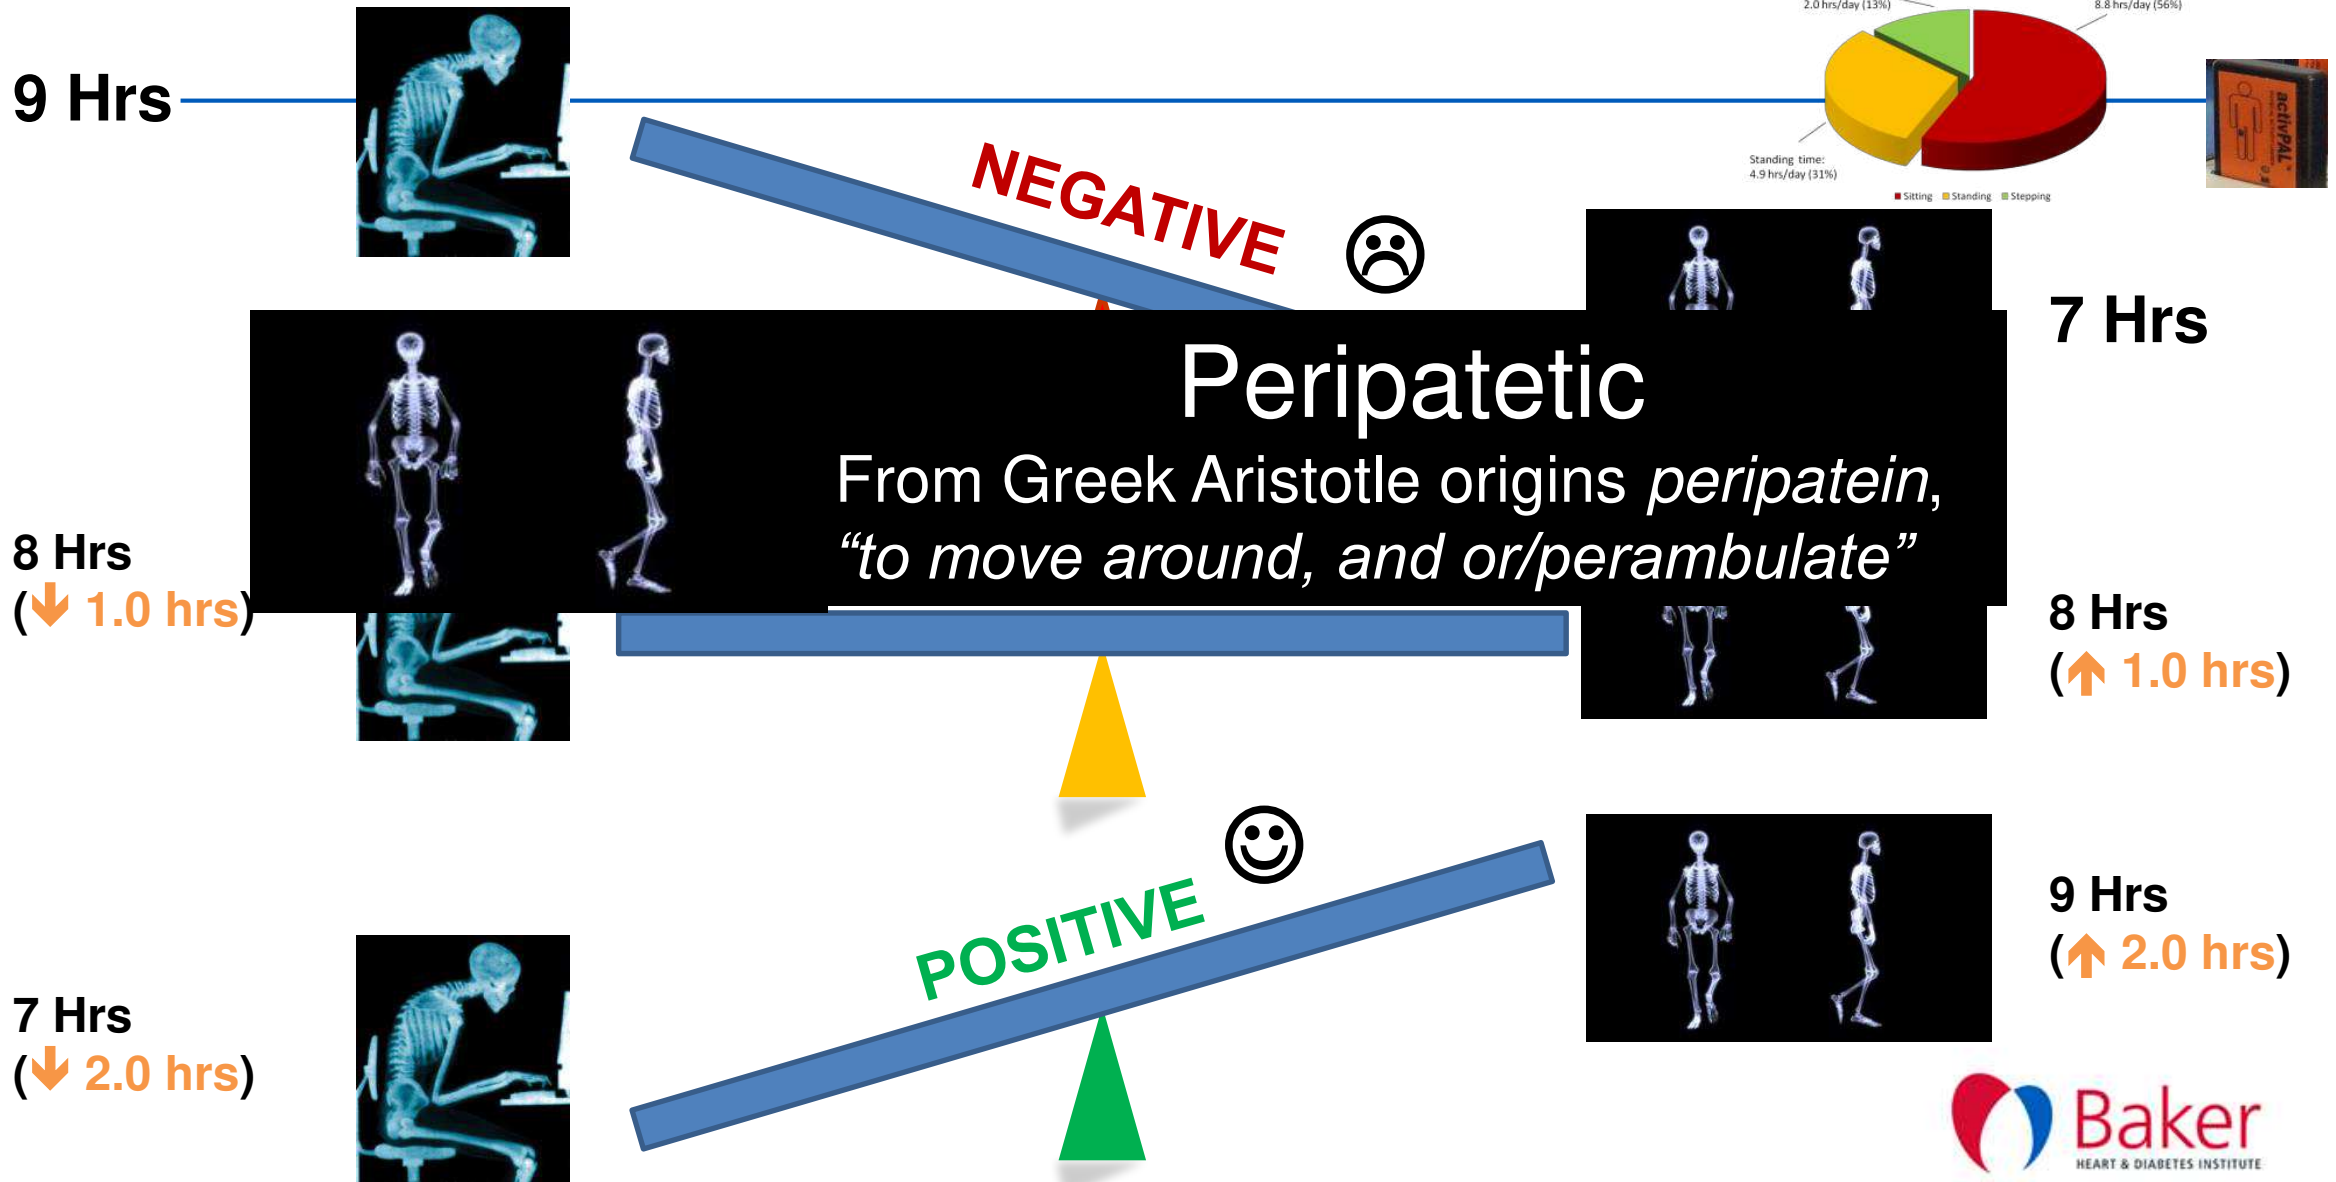 2.0 hrs/day (13%)
8.8 hrs/day (56%)
9 Hrs
activPAL
NEGATIVE
Standing time:
4.9 hrs/day (31%)
Sitting Standing Stepping
7 Hrs
Peripatetic
From Greek Aristotle origins peripatein,
“to move around, and or/perambulate”
8 Hrs
(↓ 1.0 hrs)
8 Hrs
(↑ 1.0 hrs)
POSITIVE
9 Hrs
(↑ 2.0 hrs)
7 Hrs
(↓ 2.0 hrs)
Baker
HEART & DIABETES INSTITUTE